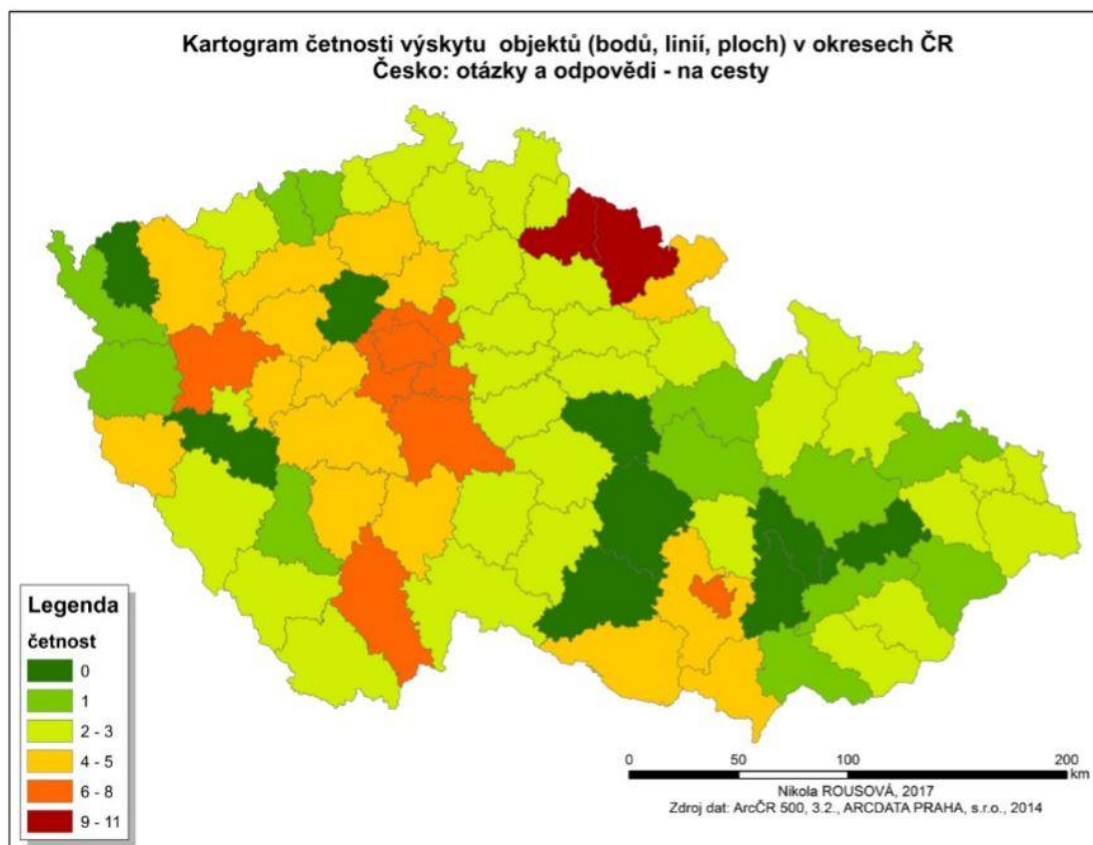 Kartogram četnosti výskytu objektů (bodů, linií, ploch) v okresech ČR
Česko: otázky a odpovědi - na cesty
Legenda
četnost
0
1
2 - 3
4 - 5
6 - 8
9 - 11
0 50 100 200
km
Nikola ROUSOVÁ, 2017
Zdroj dat: ArcČR 500, 3.2., ARCDATA PRAHA, s.r.o., 2014